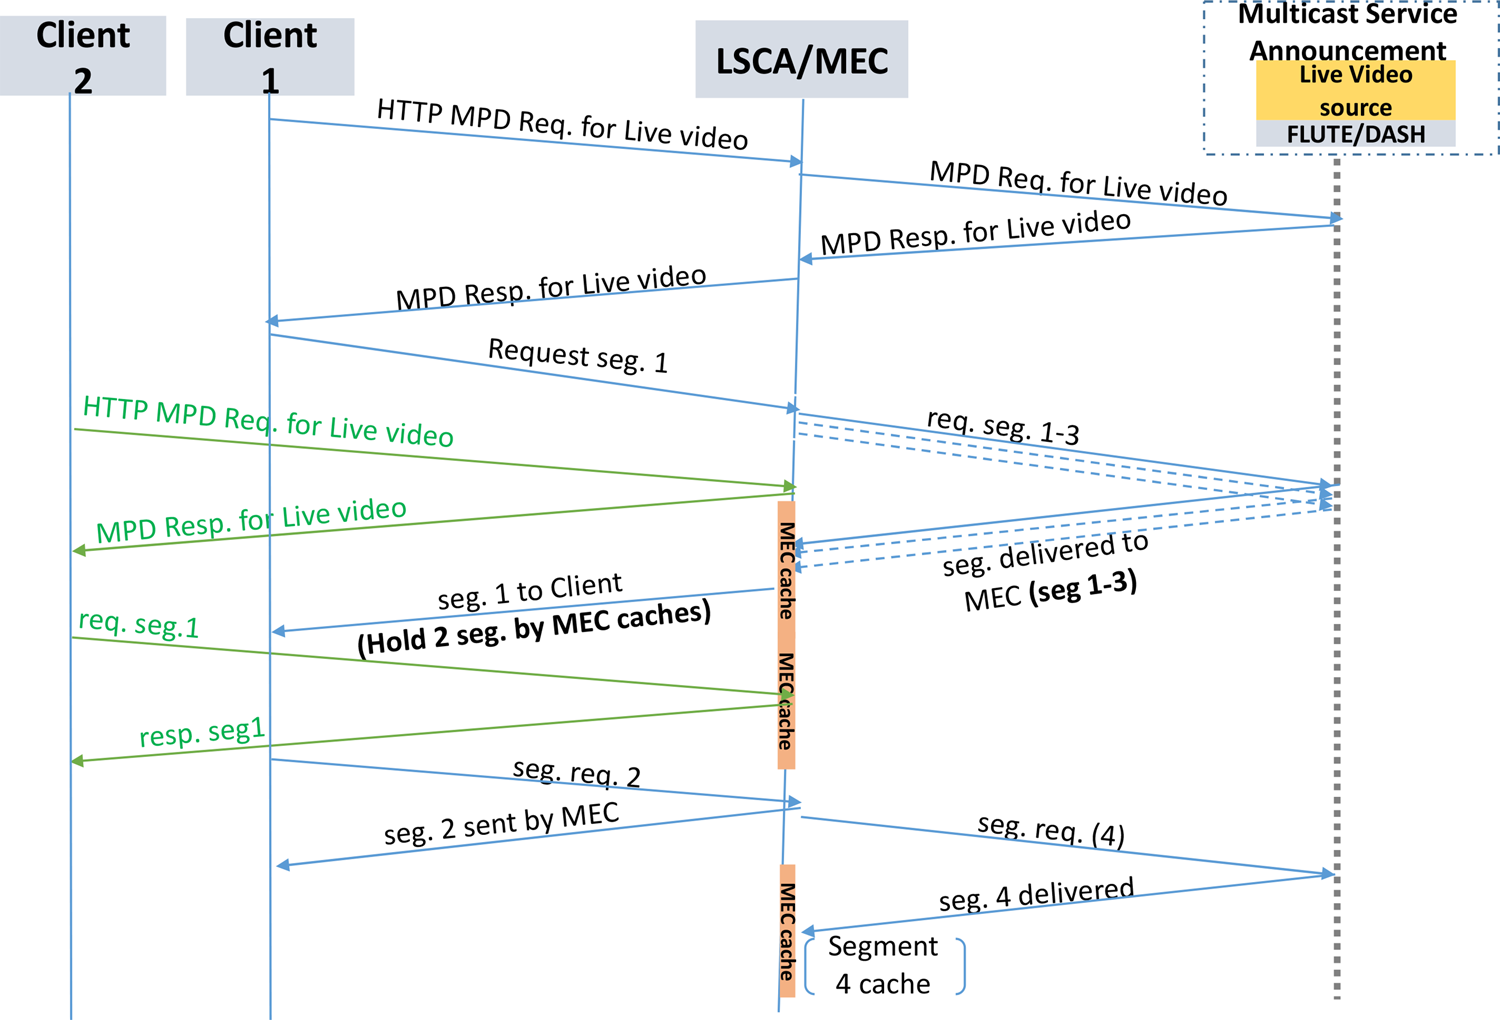 Client
2
Client
1
LSCA/MEC
Multicast Service
Announcement
Live Video
source
FLUTE/DASH
HTTP MPD Req. for Live video
MPD Req. for Live video
MPD Resp. for Live video
MPD Resp. for Live video
Request seg. 1
HTTP MPD Req. for Live video
req. seg. 1-3
MPD Resp. for Live video
MEC cache
seg. delivered to
MEC (seg 1-3)
seg. 1 to Client
(Hold 2 seg. by MEC caches)
req. seg.1
MEC cache
resp. seg1
seg. req. 2
seg. 2 sent by MEC
seg. req. (4)
seg. 4 delivered
MEC cache
Segment
4 cache